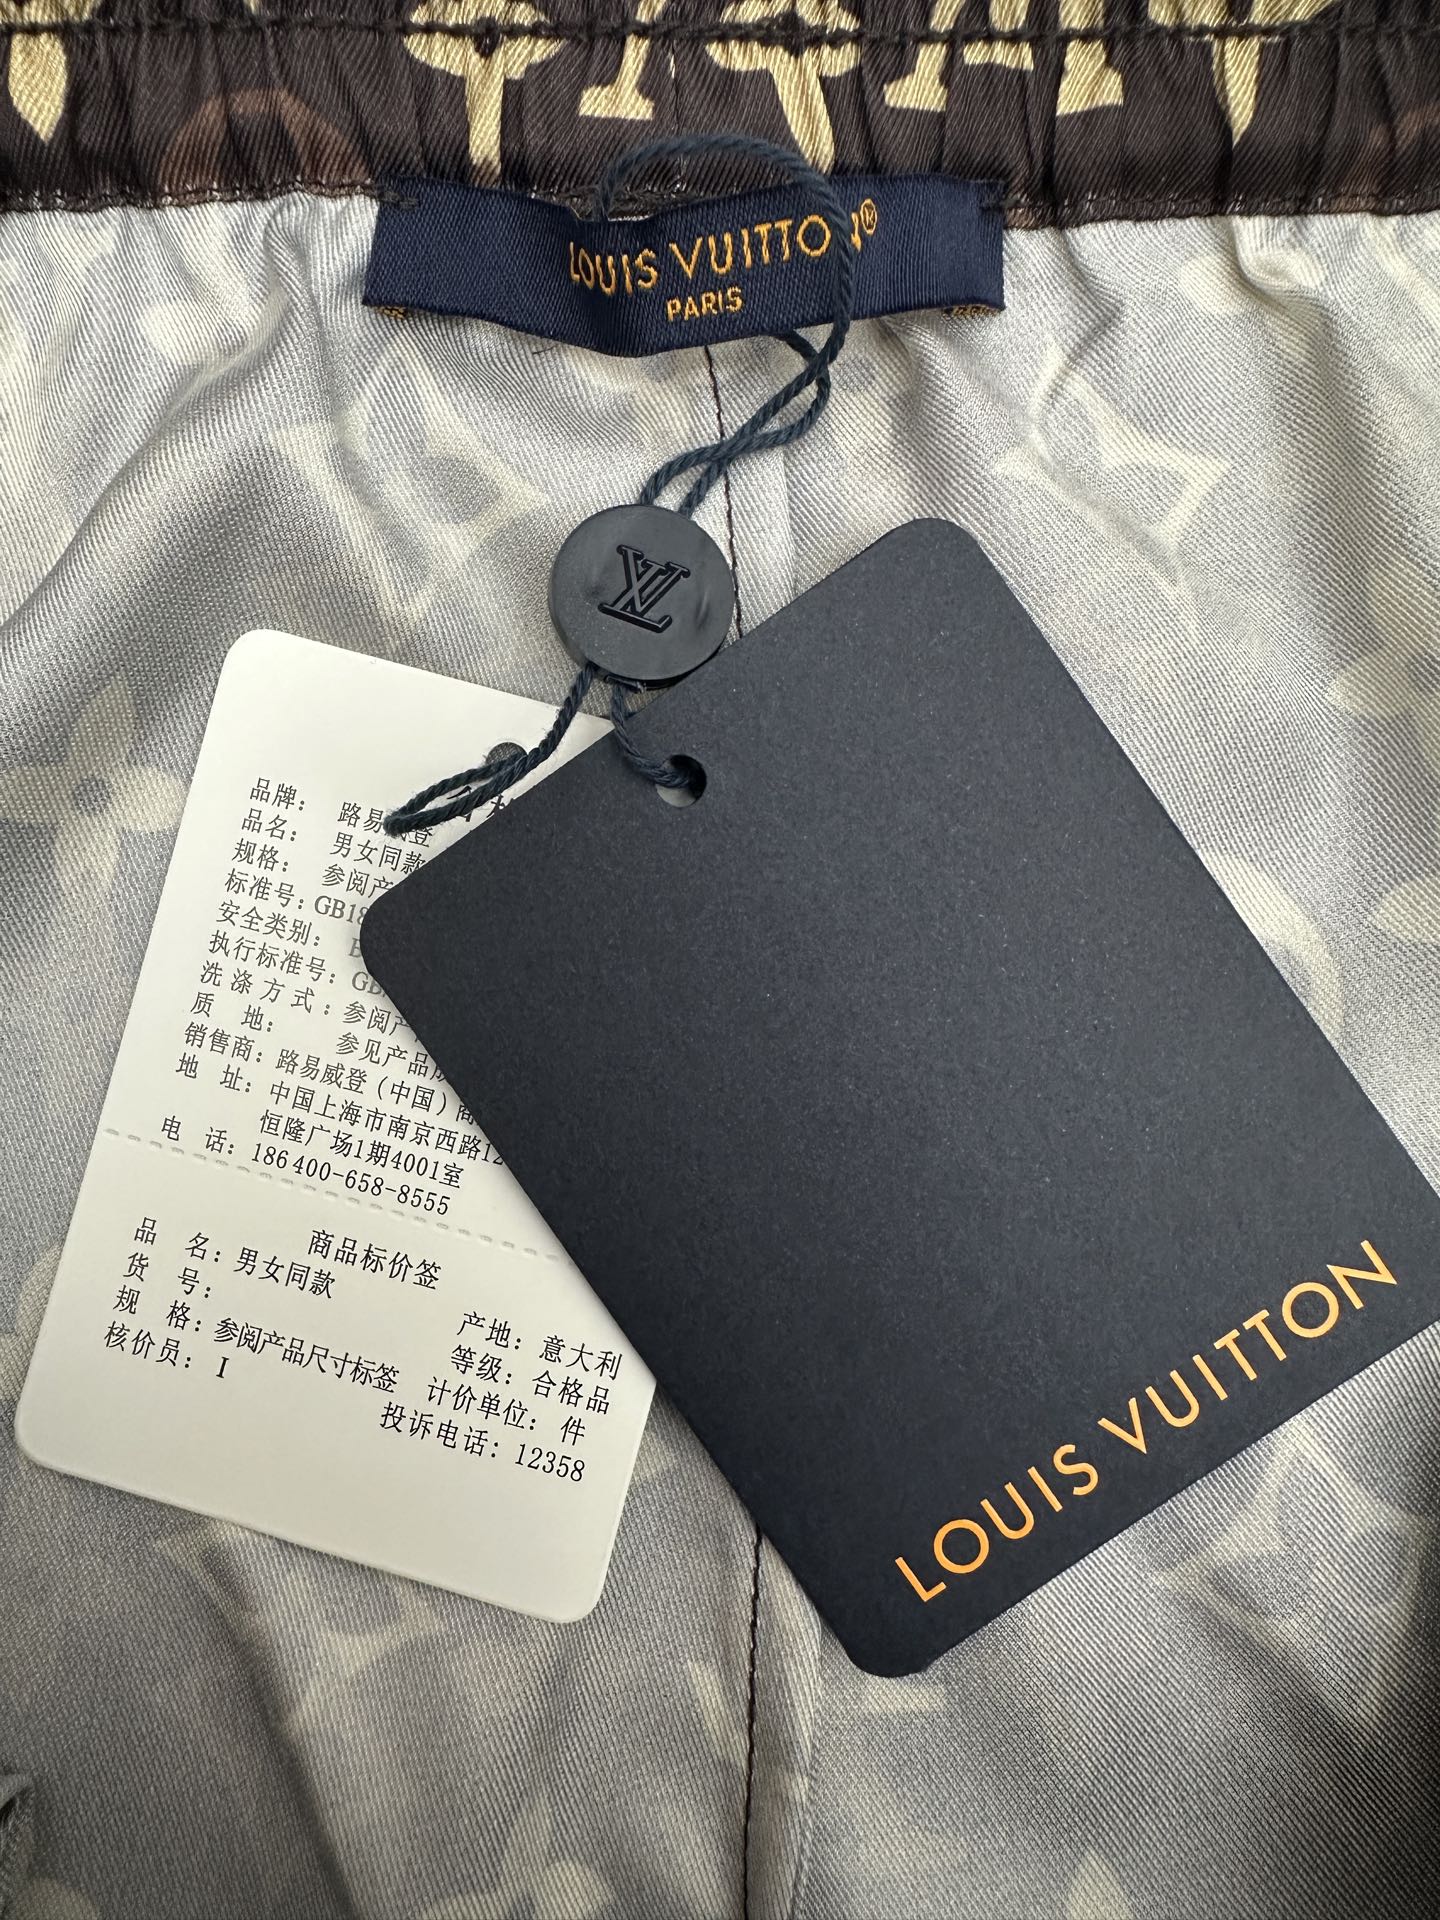 LOUIS VUITTON®
PARIS
LV
品牌： 路易威登
品名： 男女同款
规格： 参阅产
标准号：GB18
安全类别：
执行标准号：GB
洗涤方式：参阅产
质 地： 参见产品成
销售商：路易威登（中国）商
地 址：中国上海市南京西路12
恒隆广场1期4001室
电 话：186 400-658-8555
商品标价签
品 名：男女同款
货 号： 产地：意大利
规 格：参阅产品尺寸标签 等级：合格品
核价员： I 计价单位： 件
投诉电话：12358
LOUIS VUITTON